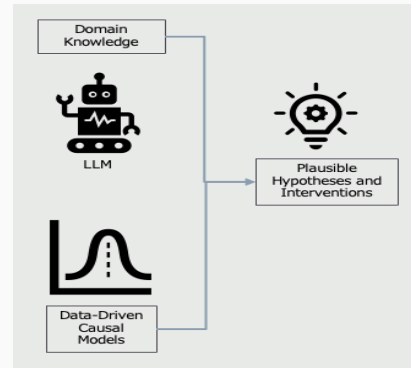 Domain
Knowledge
LLM
Plausible
Hypotheses and
Interventions
Data-Driven
Causal
Models